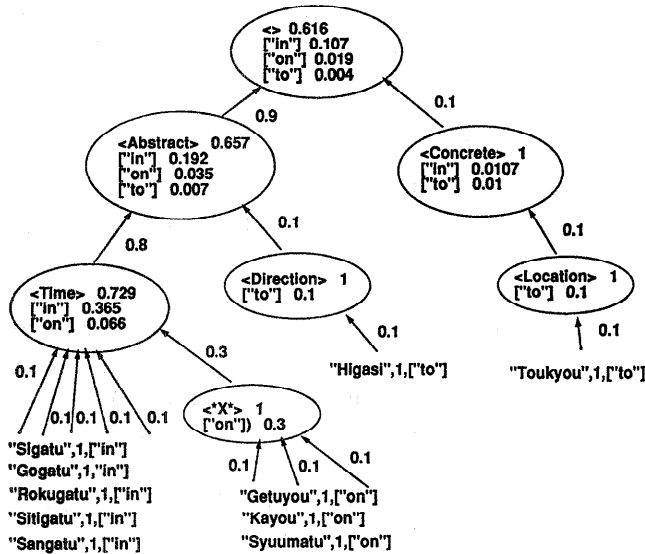 <> 0.616
["in"] 0.107
["on"] 0.019
["to"] 0.004
0.9
0.1
<Abstract> 0.657
["in"] 0.192
["on"] 0.035
["to"] 0.007
<Concrete> 1
["in"] 0.0107
["to"] 0.01
0.8
0.1
0.1
<Time> 0.729
["in"] 0.365
["on"] 0.066
<Direction> 1
["to"] 0.1
<Location> 1
["to"] 0.1
0.1
0.3
0.1
0.1
"Higasi",1,["to"]
"Toukyou",1,["to"]
0.1
0.1
0.1
0.1
<*X*> 1
["on"]) 0.3
"Sigatu",1,["in"]
"Gogatu",1,"in"]
"Rokugatu",1,["in"]
"Sitigatu",1,["in"]
"Sangatu",1,["in"]
0.1
0.1
0.1
"Getuyou",1,["on"]
"Kayou",1,["on"]
"Syuumatu",1,["on"]